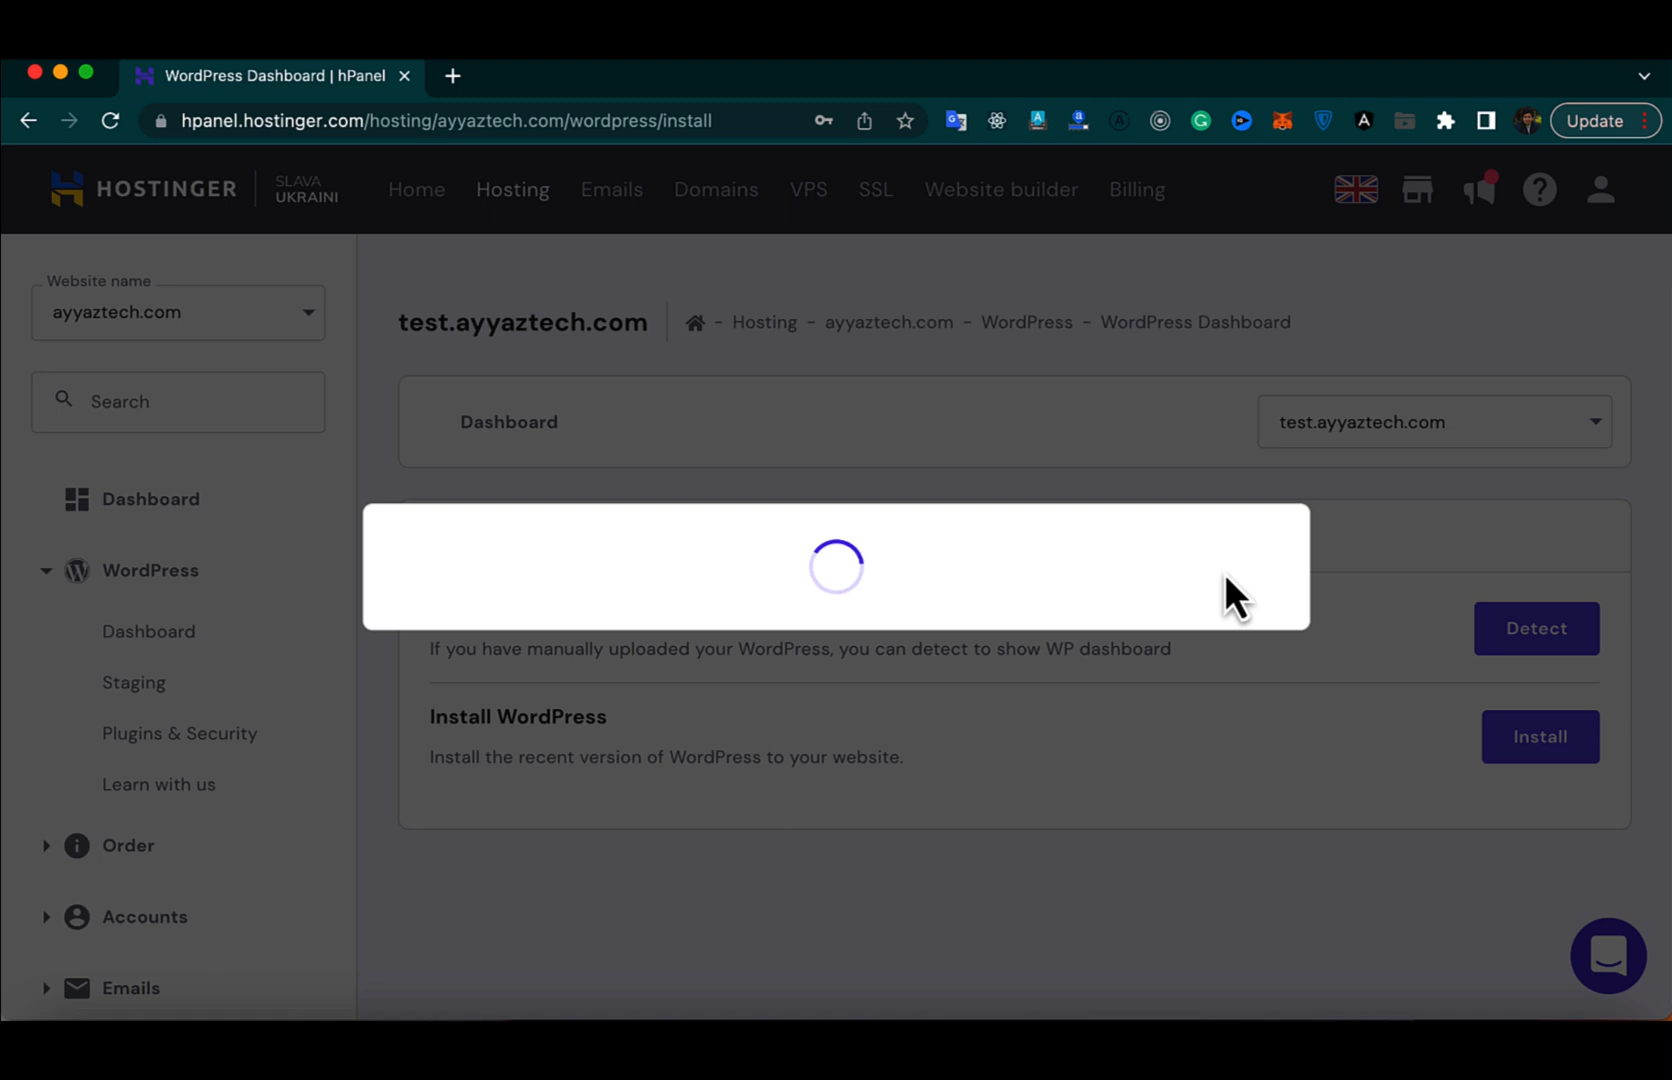 WordPress Dashboard | hPanel
hpanel.hostinger.com/hosting/ayyaztech.com/wordpress/install
Update
HOSTINGER
SLAVA
UKRAINI
Home Hosting Emails Domains VPS SSL Website builder Billing
Website name
ayyaztech.com
Search
Dashboard
WordPress
Dashboard
Staging
Plugins & Security
Learn with us
Order
Accounts
Emails
test.ayyaztech.com
- Hosting - ayyaztech.com - WordPress - WordPress Dashboard
Dashboard
test.ayyaztech.com
If you have manually uploaded your WordPress, you can detect to show WP dashboard
Detect
Install WordPress
Install the recent version of WordPress to your website.
Install